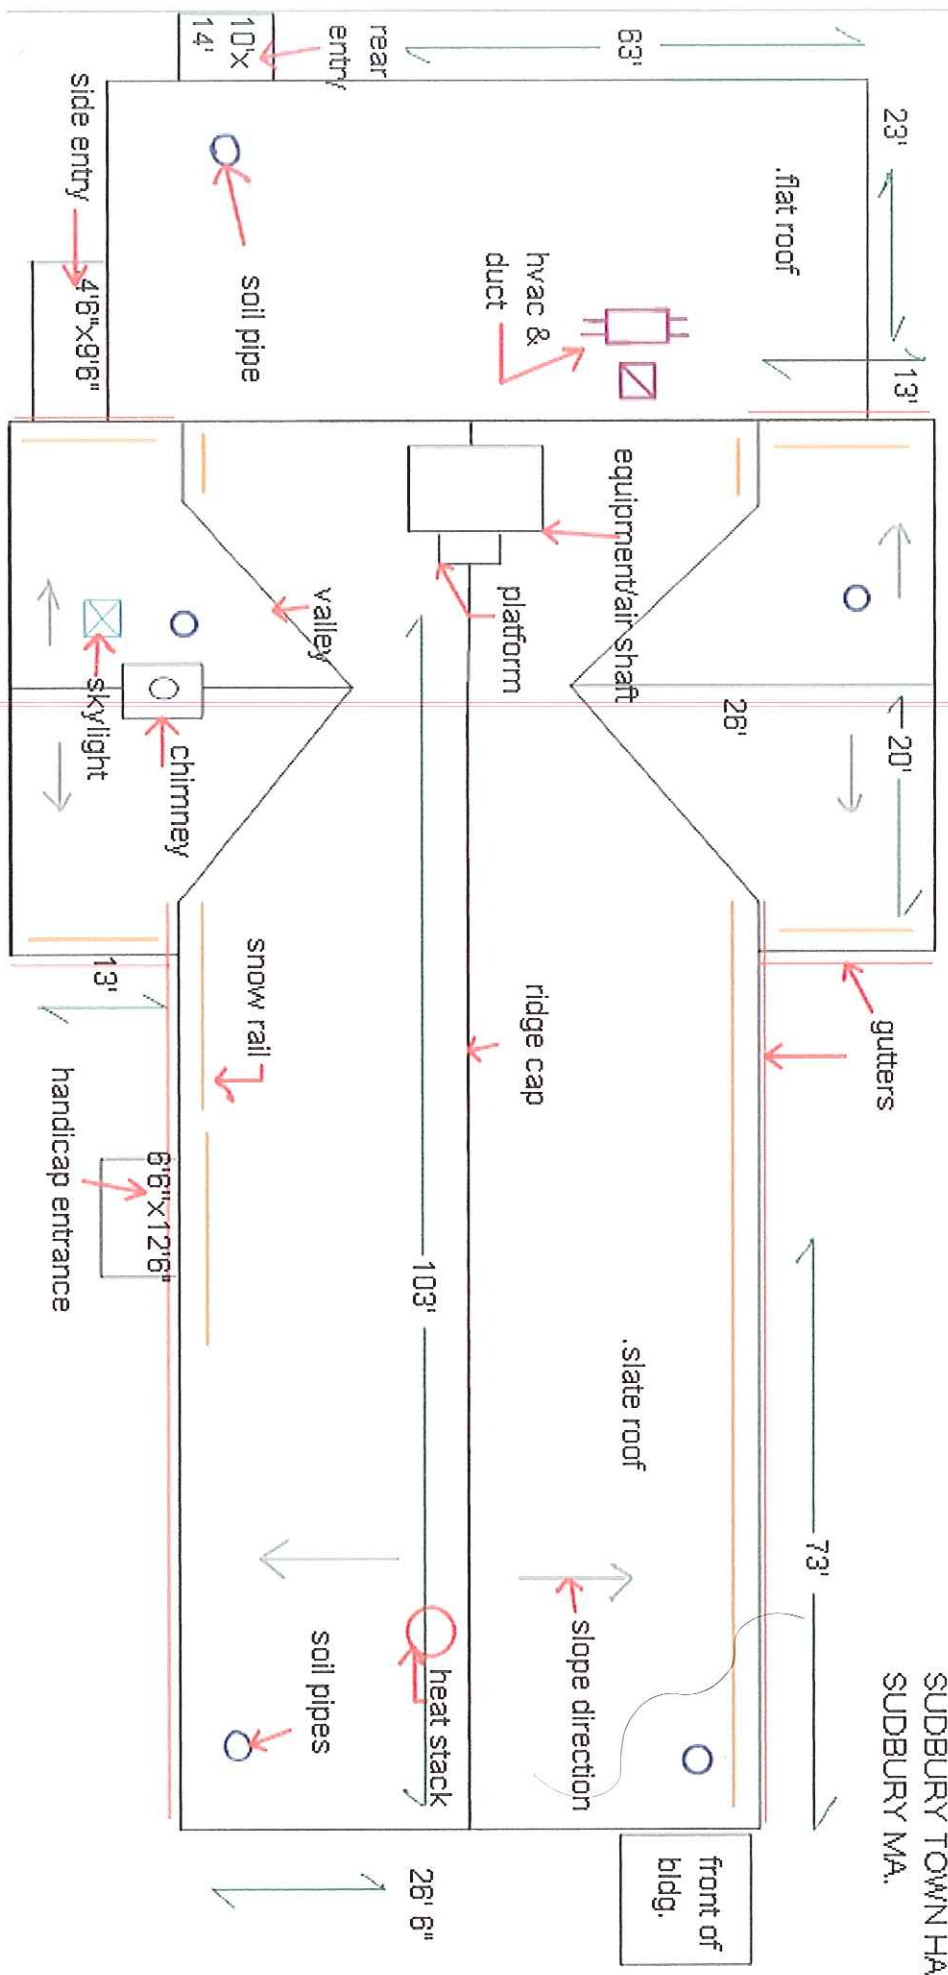 SUDBURY TOWN HA
SUDBURY MA.
63'
rear
entry
10'x
14'
23'
side entry
.flat roof
soil pipe
hvac &
duct
4'6"x9'6"
13'
equipment/air shaft
platform
valley
skylight
chimney
26'
20'
13'
snow rail
ridge cap
gutters
handicap entrance
6'6"x12'6"
103'
.slate roof
73'
slope direction
heat stack
soil pipes
front of
bldg.
26' 6"